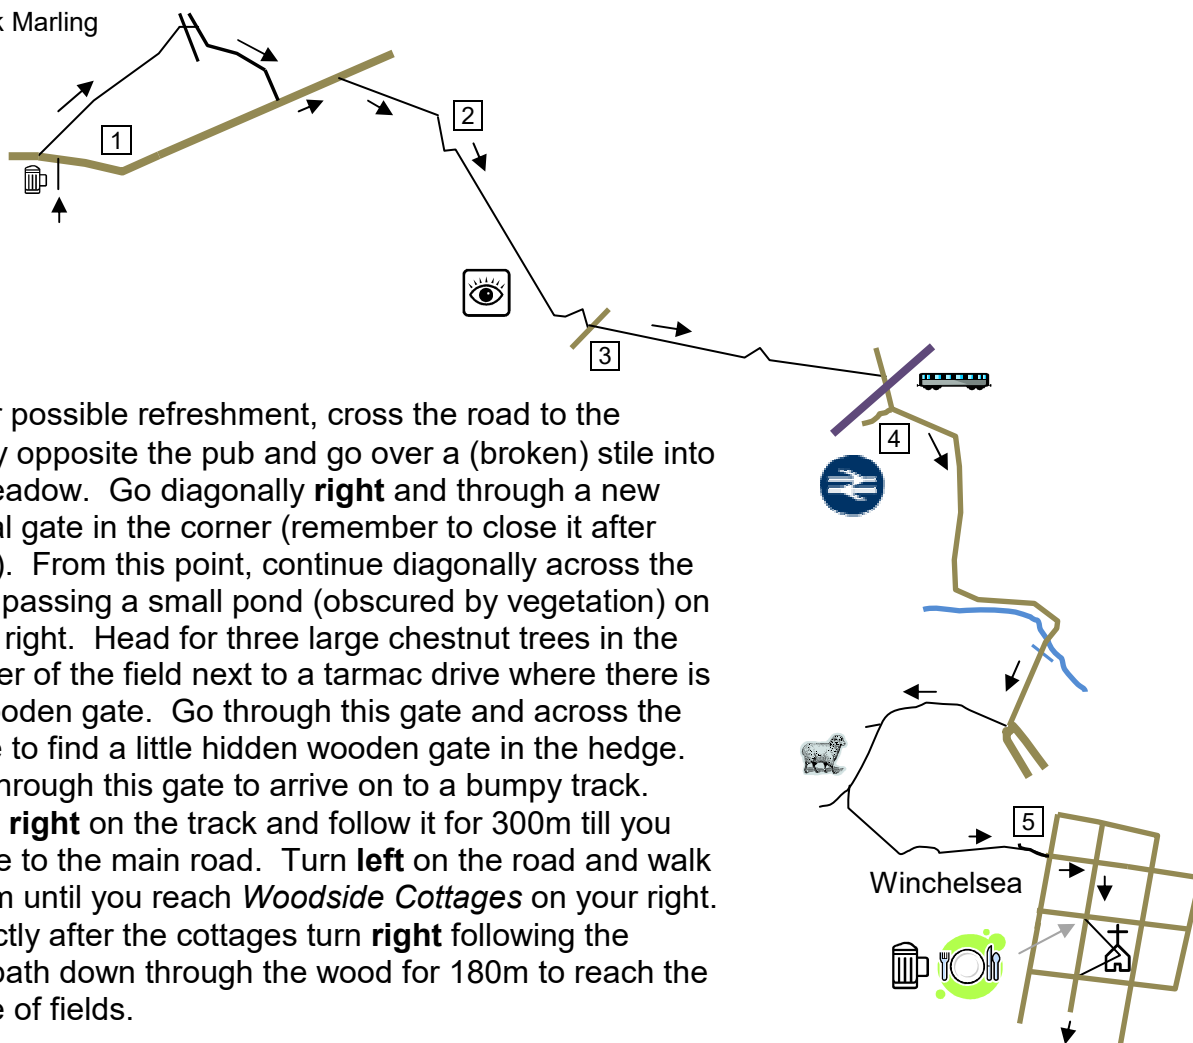 k Marling
1
2
3
4
r possible refreshment, cross the road to the
y opposite the pub and go over a (broken) stile into
eadow.  Go diagonally right and through a new
al gate in the corner (remember to close it after
).  From this point, continue diagonally across the
passing a small pond (obscured by vegetation) on
right.  Head for three large chestnut trees in the
er of the field next to a tarmac drive where there is
ooden gate.  Go through this gate and across the
e to find a little hidden wooden gate in the hedge.
hrough this gate to arrive on to a bumpy track.
right on the track and follow it for 300m till you
e to the main road.  Turn left on the road and walk
m until you reach Woodside Cottages on your right.
ctly after the cottages turn right following the
path down through the wood for 180m to reach the
e of fields.
5
Winchelsea